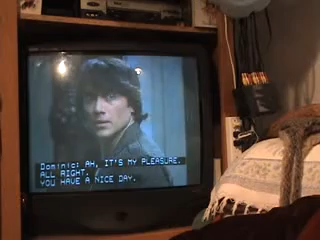 Dominic: AH, IT'S MY PLEASURE.
ALL RIGHT.
YOU HAVE A NICE DAY.